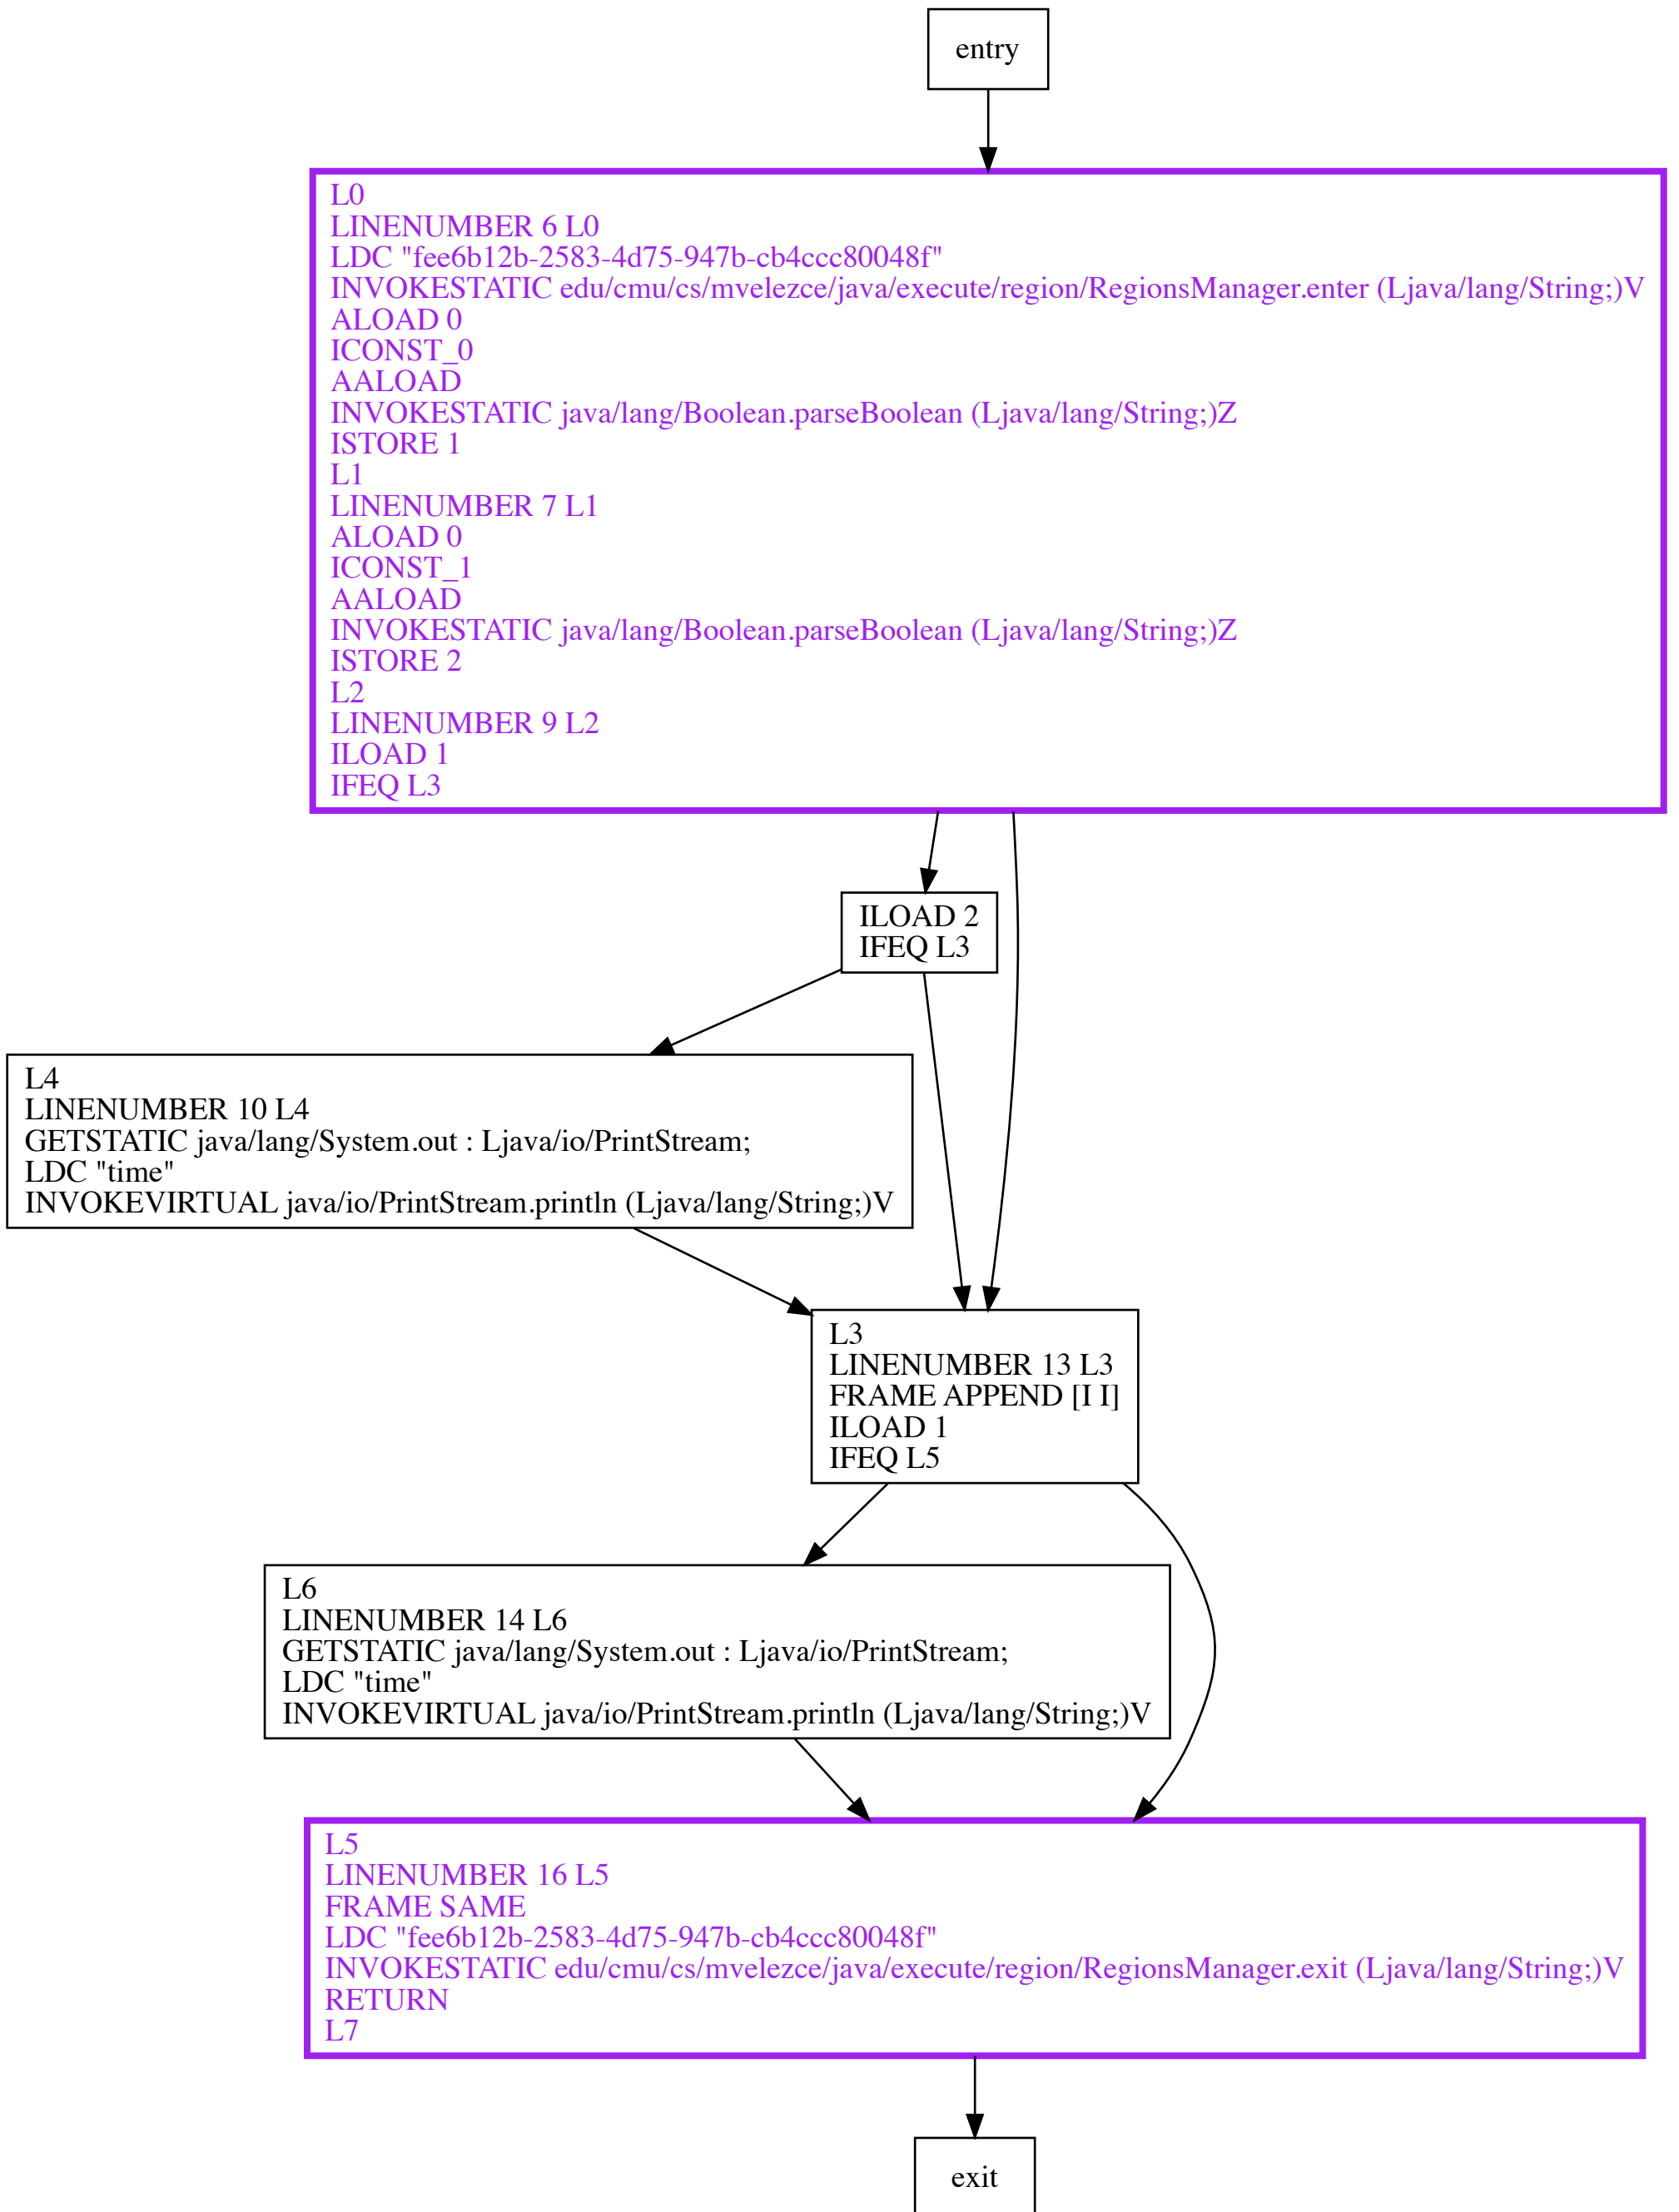 entry
L0
LINENUMBER 6 L0
LDC "fee6b12b-2583-4d75-947b-cb4ccc80048f"
INVOKESTATIC edu/cmu/cs/mvelezce/java/execute/region/RegionsManager.enter (Ljava/lang/String;)V
ALOAD 0
ICONST_0
AALOAD
INVOKESTATIC java/lang/Boolean.parseBoolean (Ljava/lang/String;)Z
ISTORE 1
L1
LINENUMBER 7 L1
ALOAD 0
ICONST_1
AALOAD
INVOKESTATIC java/lang/Boolean.parseBoolean (Ljava/lang/String;)Z
ISTORE 2
L2
LINENUMBER 9 L2
ILOAD 1
IFEQ L3
ILOAD 2
IFEQ L3
L4
LINENUMBER 10 L4
GETSTATIC java/lang/System.out : Ljava/io/PrintStream;
LDC "time"
INVOKEVIRTUAL java/io/PrintStream.println (Ljava/lang/String;)V
L3
LINENUMBER 13 L3
FRAME APPEND [I I]
ILOAD 1
IFEQ L5
L6
LINENUMBER 14 L6
GETSTATIC java/lang/System.out : Ljava/io/PrintStream;
LDC "time"
INVOKEVIRTUAL java/io/PrintStream.println (Ljava/lang/String;)V
L5
LINENUMBER 16 L5
FRAME SAME
LDC "fee6b12b-2583-4d75-947b-cb4ccc80048f"
INVOKESTATIC edu/cmu/cs/mvelezce/java/execute/region/RegionsManager.exit (Ljava/lang/String;)V
RETURN
L7
exit